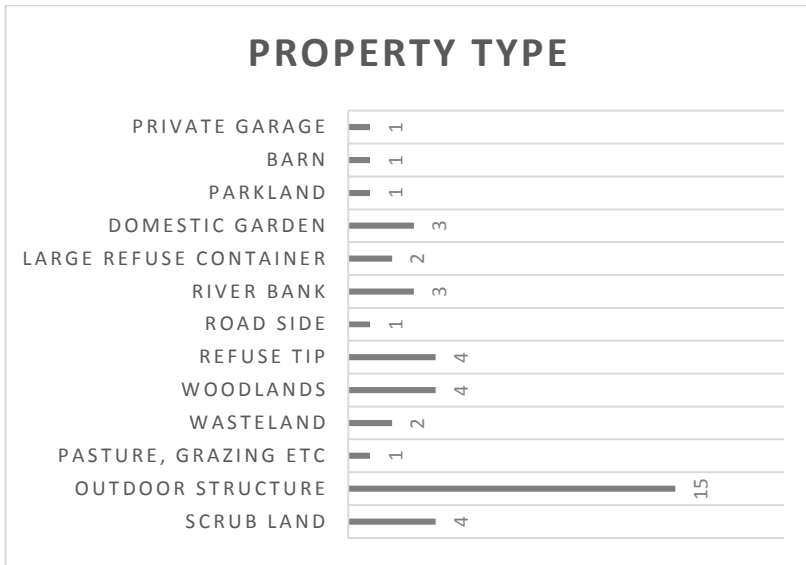 PROPERTY TYPE
PRIVATE GARAGE 1
BARN 1
PARKLAND 1
DOMESTIC GARDEN 3
LARGE REFUSE CONTAINER 2
RIVER BANK 3
ROAD SIDE 1
REFUSE TIP 4
WOODLANDS 4
WASTELAND 2
PASTURE, GRAZING ETC 1
OUTDOOR STRUCTURE 15
SCRUB LAND 4